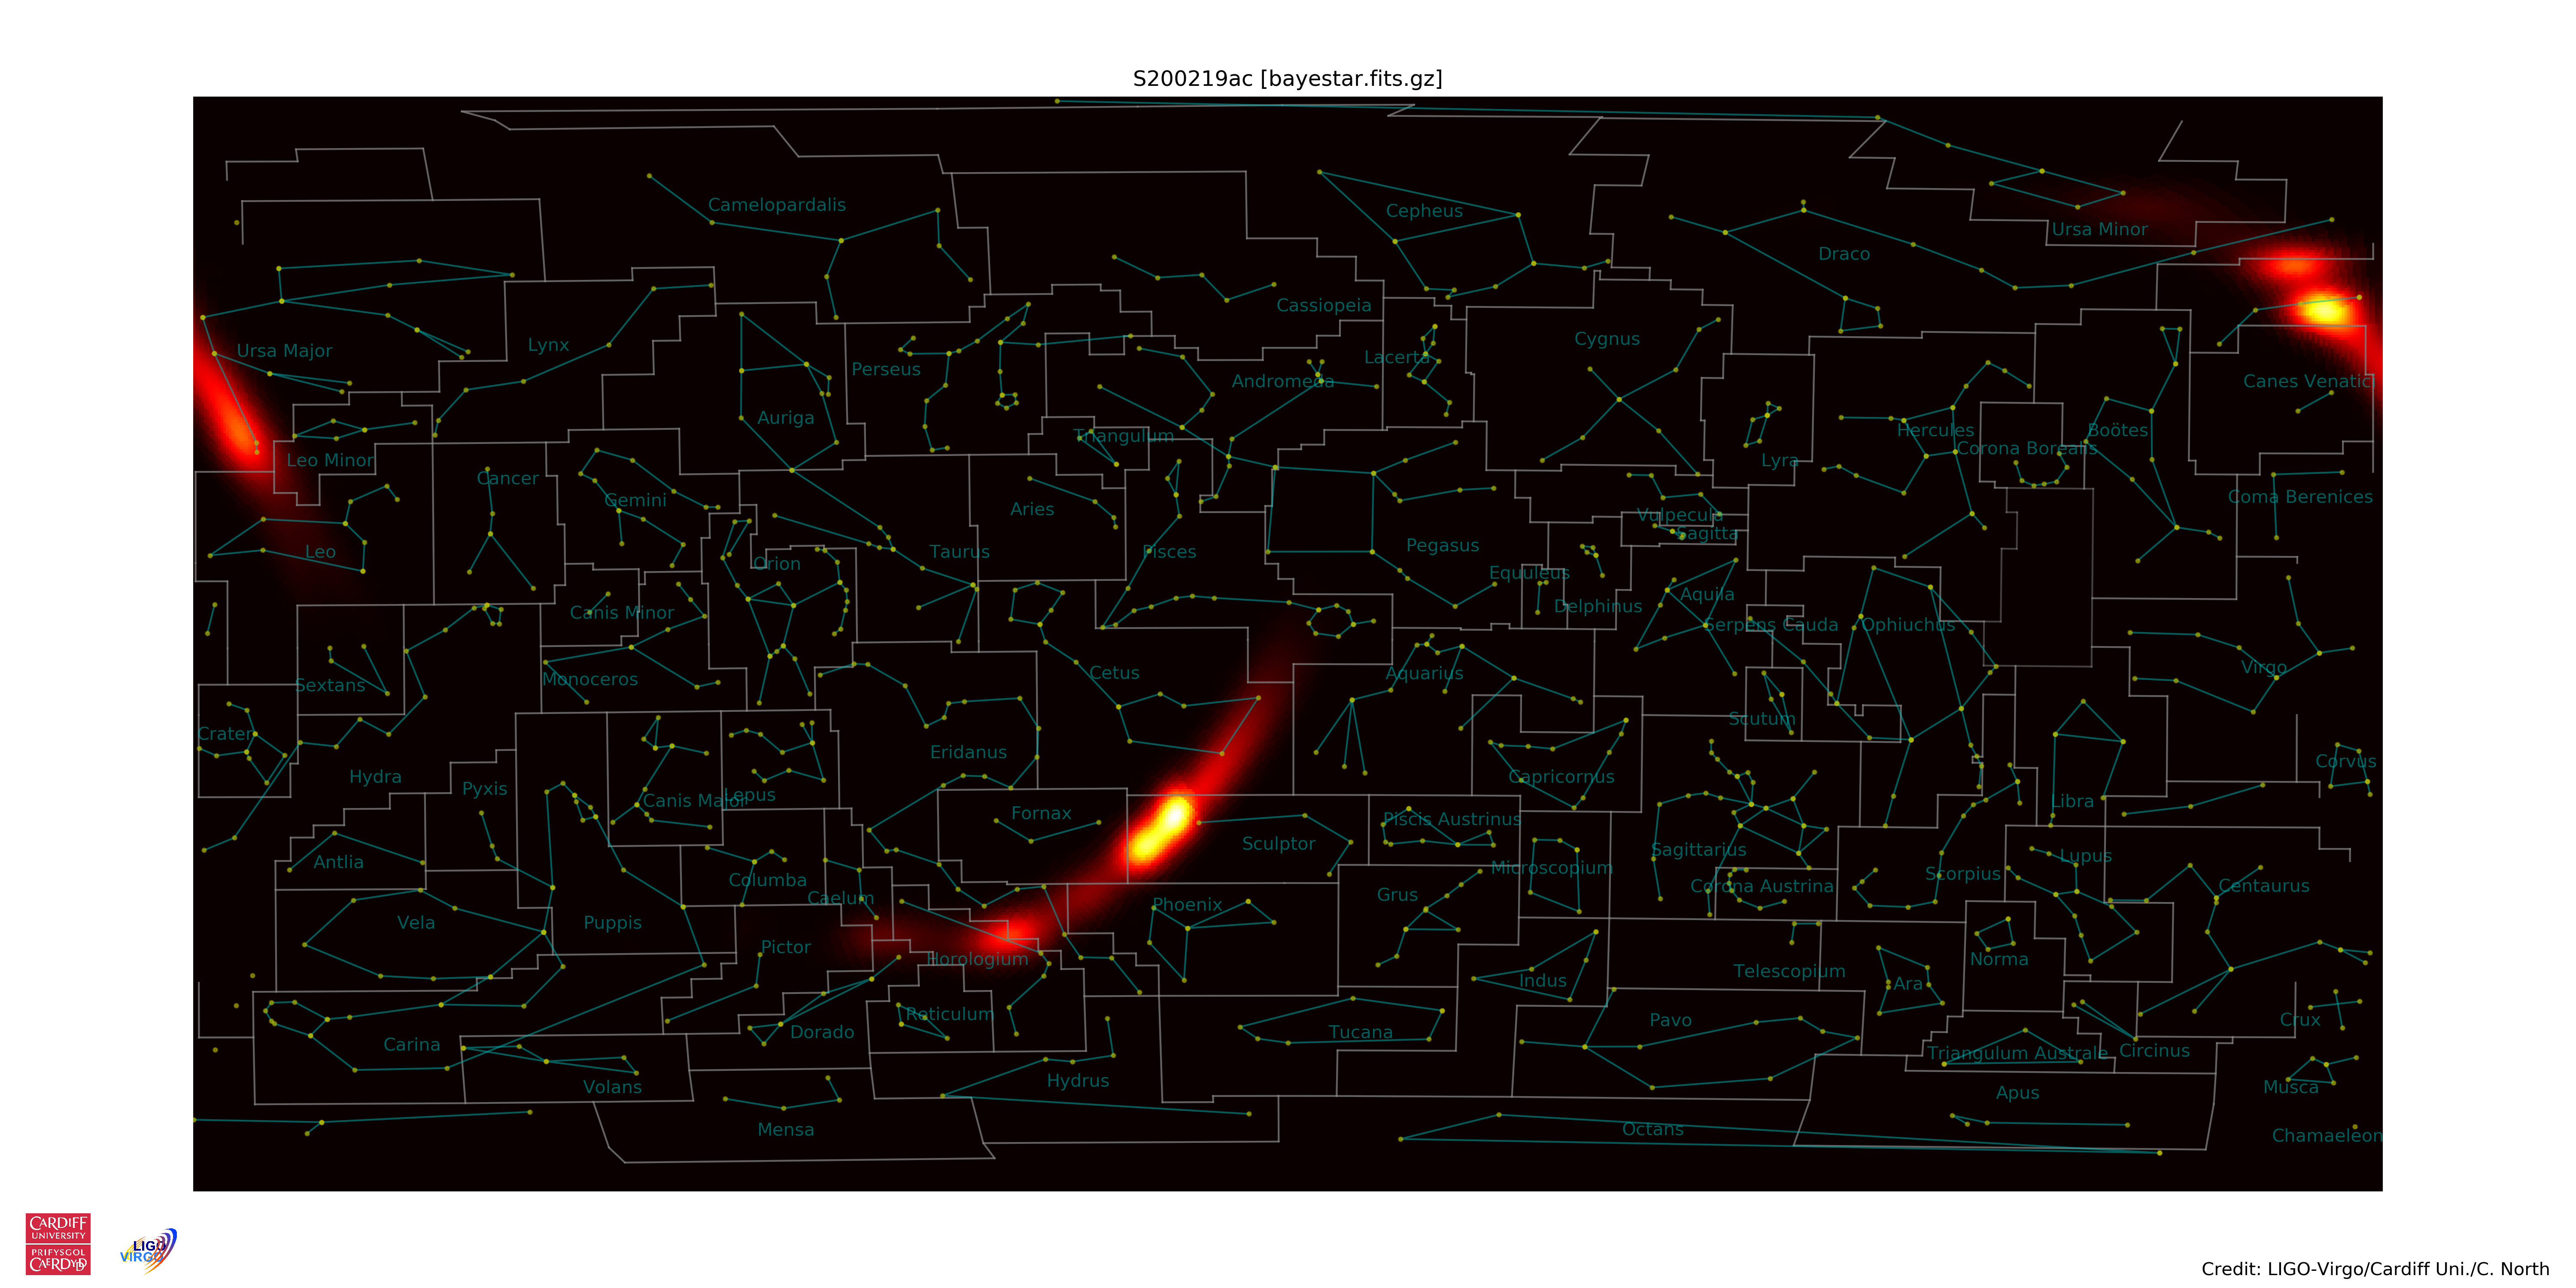 S200219ac [bayestar.fits.gz]
Camelopardalis
Cepheus
Ursa Minor
Draco
Cassiopeia
Ursa Major
Lynx
Cygnus
Perseus
Lacerta
Andromeda
Canes Venatici
Auriga
Triangulum
Hercules
Boötes
Corona Borealis
Leo Minor
Lyra
Cancer
Gemini
Coma Berenices
Aries
Vulpecula
Sagitta
Leo
Orion
Taurus
Pisces
Pegasus
Equuleus
Canis Minor
Delphinus
Aquila
Serpens Cauda
Ophiuchus
Sextans
Monoceros
Cetus
Aquarius
Virgo
Crater
Scutum
Eridanus
Hydra
Capricornus
Corvus
Pyxis
Canis Major
Lepus
Libra
Fornax
Piscis Austrinus
Antlia
Sculptor
Sagittarius
Lupus
Columba
Microscopium
Scorpius
Caelum
Corona Austrina
Centaurus
Vela
Puppis
Phoenix
Grus
Pictor
Horologium
Norma
Telescopium
Indus
Ara
Reticulum
Dorado
Tucana
Pavo
Crux
Carina
Triangulum Australe
Circinus
Volans
Hydrus
Apus
Musca
Mensa
Octans
Chamaeleon
CARDIFF
UNIVERSITY
PRIFYSGOL
CAERDYDD
LIGO
VIRGO
Credit: LIGO-Virgo/Cardiff Uni./C. North